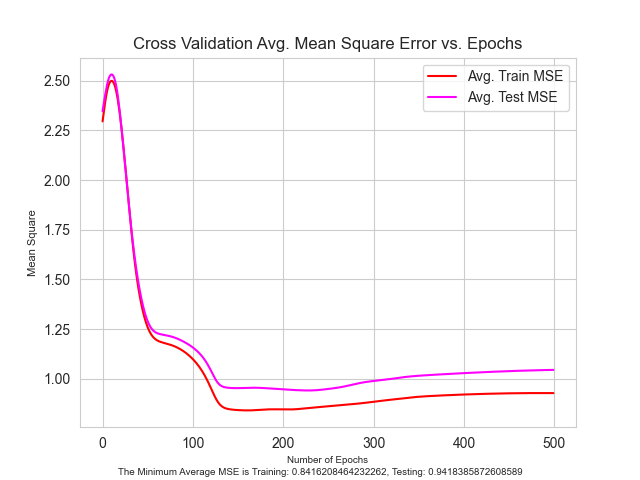 Cross Validation Avg. Mean Square Error vs. Epochs
Avg. Train MSE
Avg. Test MSE
2.50
2.25
2.00
1.75
1.50
1.25
1.00
Mean Square
0 100 200 300 400 500
Number of Epochs
The Minimum Average MSE is Training: 0.8416208464232262, Testing: 0.9418385872608589